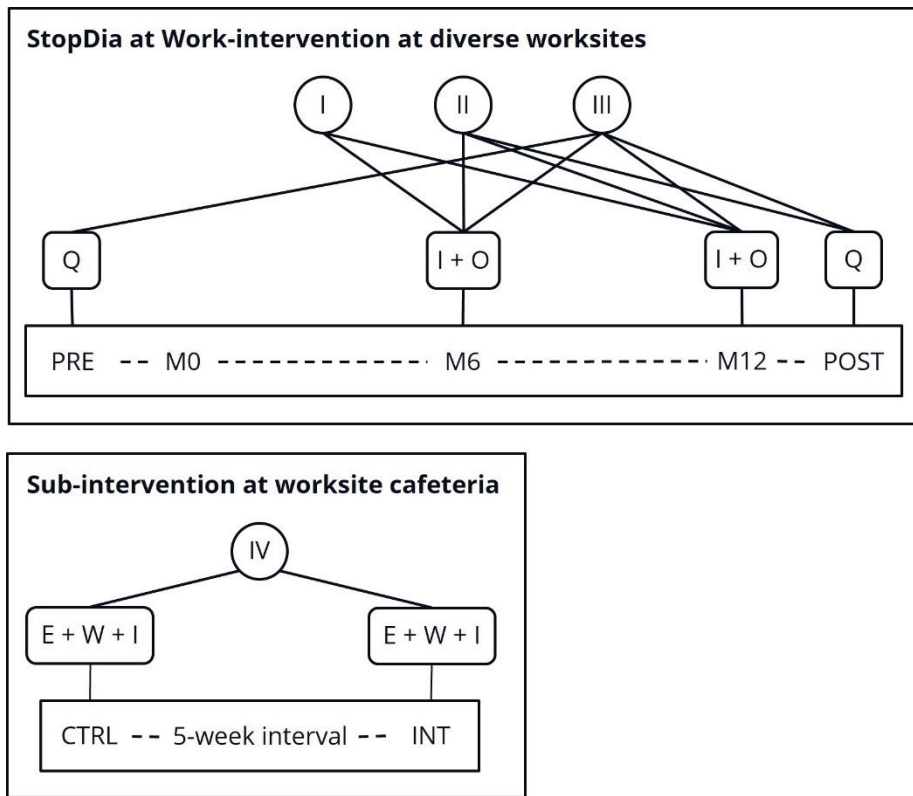 StopDia at Work-intervention at diverse worksites
I II III
Q I + O I + O Q
PRE -- M0 ---------------- M6 ---------------- M12 -- POST
Sub-intervention at worksite cafeteria
IV
E + W + I E + W + I
CTRL -- 5-week interval -- INT